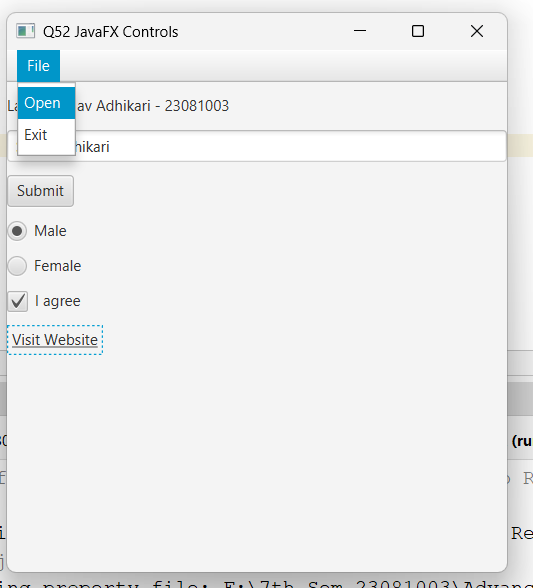 Q52 JavaFX Controls
File
Open
Exit
av Adhikari - 23081003
hikari
Submit
Male
Female
I agree
Visit Website
(ru
R
Re
ing property file: E:\7th Sem 23081003\Advanc